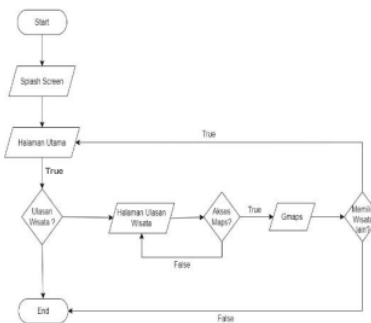 Start
Splash Screen
Halaman Utama
True
True
Ulasan
Wisata ?
Halaman Ulasan
Wisata
Akses
Maps?
True
Gmaps
Wisata
False
End
False